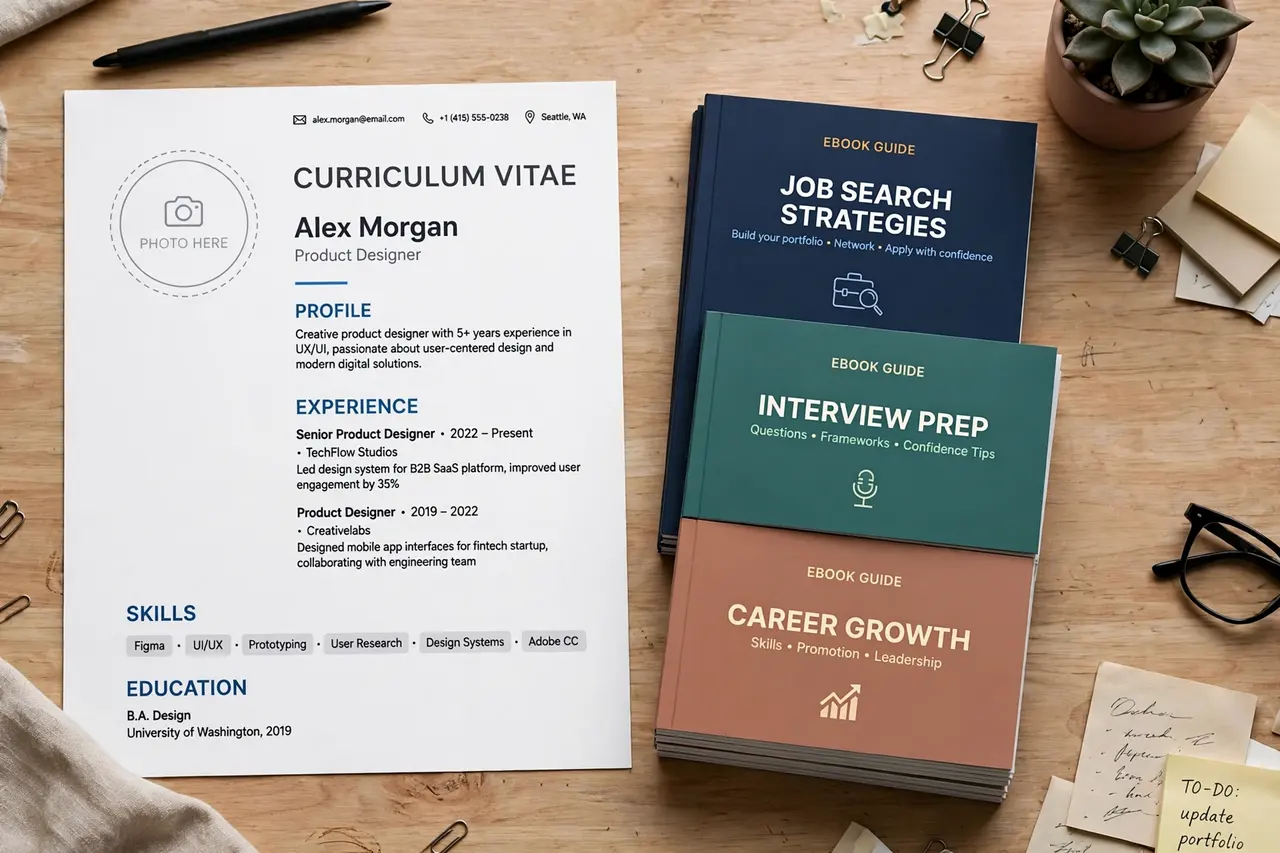 alex.morgan@email.com +1 (415) 555-0238 Seattle, WA
PHOTO HERE
CURRICULUM VITAE
Alex Morgan
Product Designer
PROFILE
Creative product designer with 5+ years experience in
UX/UI, passionate about user-centered design and
modern digital solutions.
EXPERIENCE
Senior Product Designer • 2022 – Present
• TechFlow Studios
Led design system for B2B SaaS platform, improved user
engagement by 35%
Product Designer • 2019 – 2022
• Creativelabs
Designed mobile app interfaces for fintech startup,
collaborating with engineering team
SKILLS
Figma • UI/UX • Prototyping • User Research • Design Systems • Adobe CC
EDUCATION
B.A. Design
University of Washington, 2019
EBOOK GUIDE
JOB SEARCH
STRATEGIES
Build your portfolio • Network • Apply with confidence
EBOOK GUIDE
INTERVIEW PREP
Questions • Frameworks • Confidence Tips
EBOOK GUIDE
CAREER GROWTH
Skills • Promotion • Leadership
TO-DO:
update
portfolio